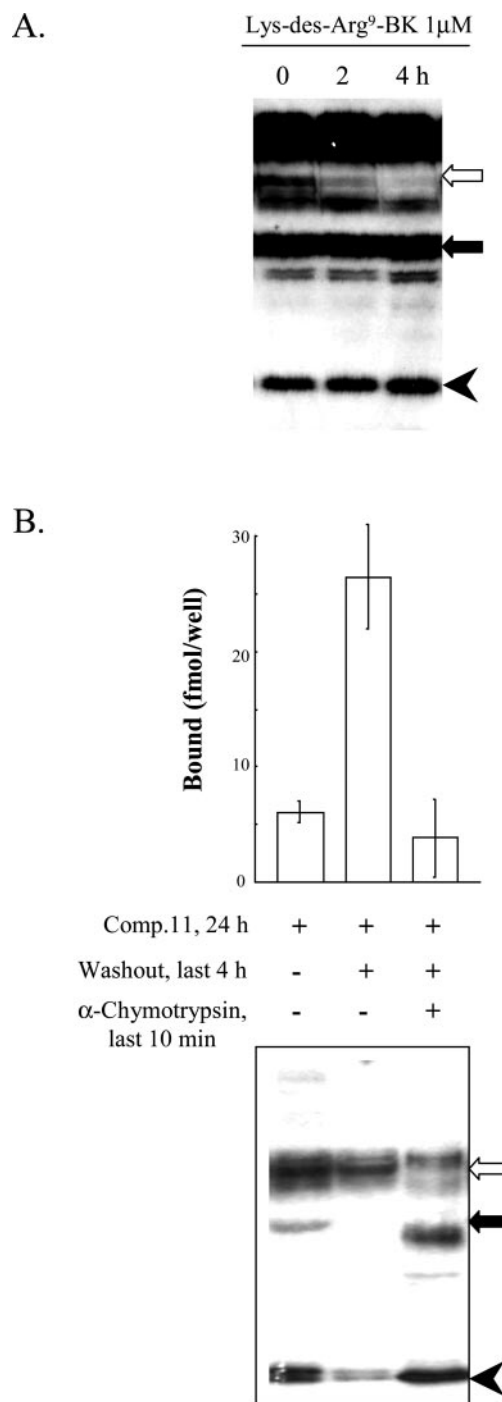 A.
Lys-des-Arg⁹-BK 1μM
0 2 4 h
B.
30
20
10
0
Bound (fmol/well)
Comp.11, 24 h + + +
Washout, last 4 h - + +
α-Chymotrypsin, - - +
last 10 min